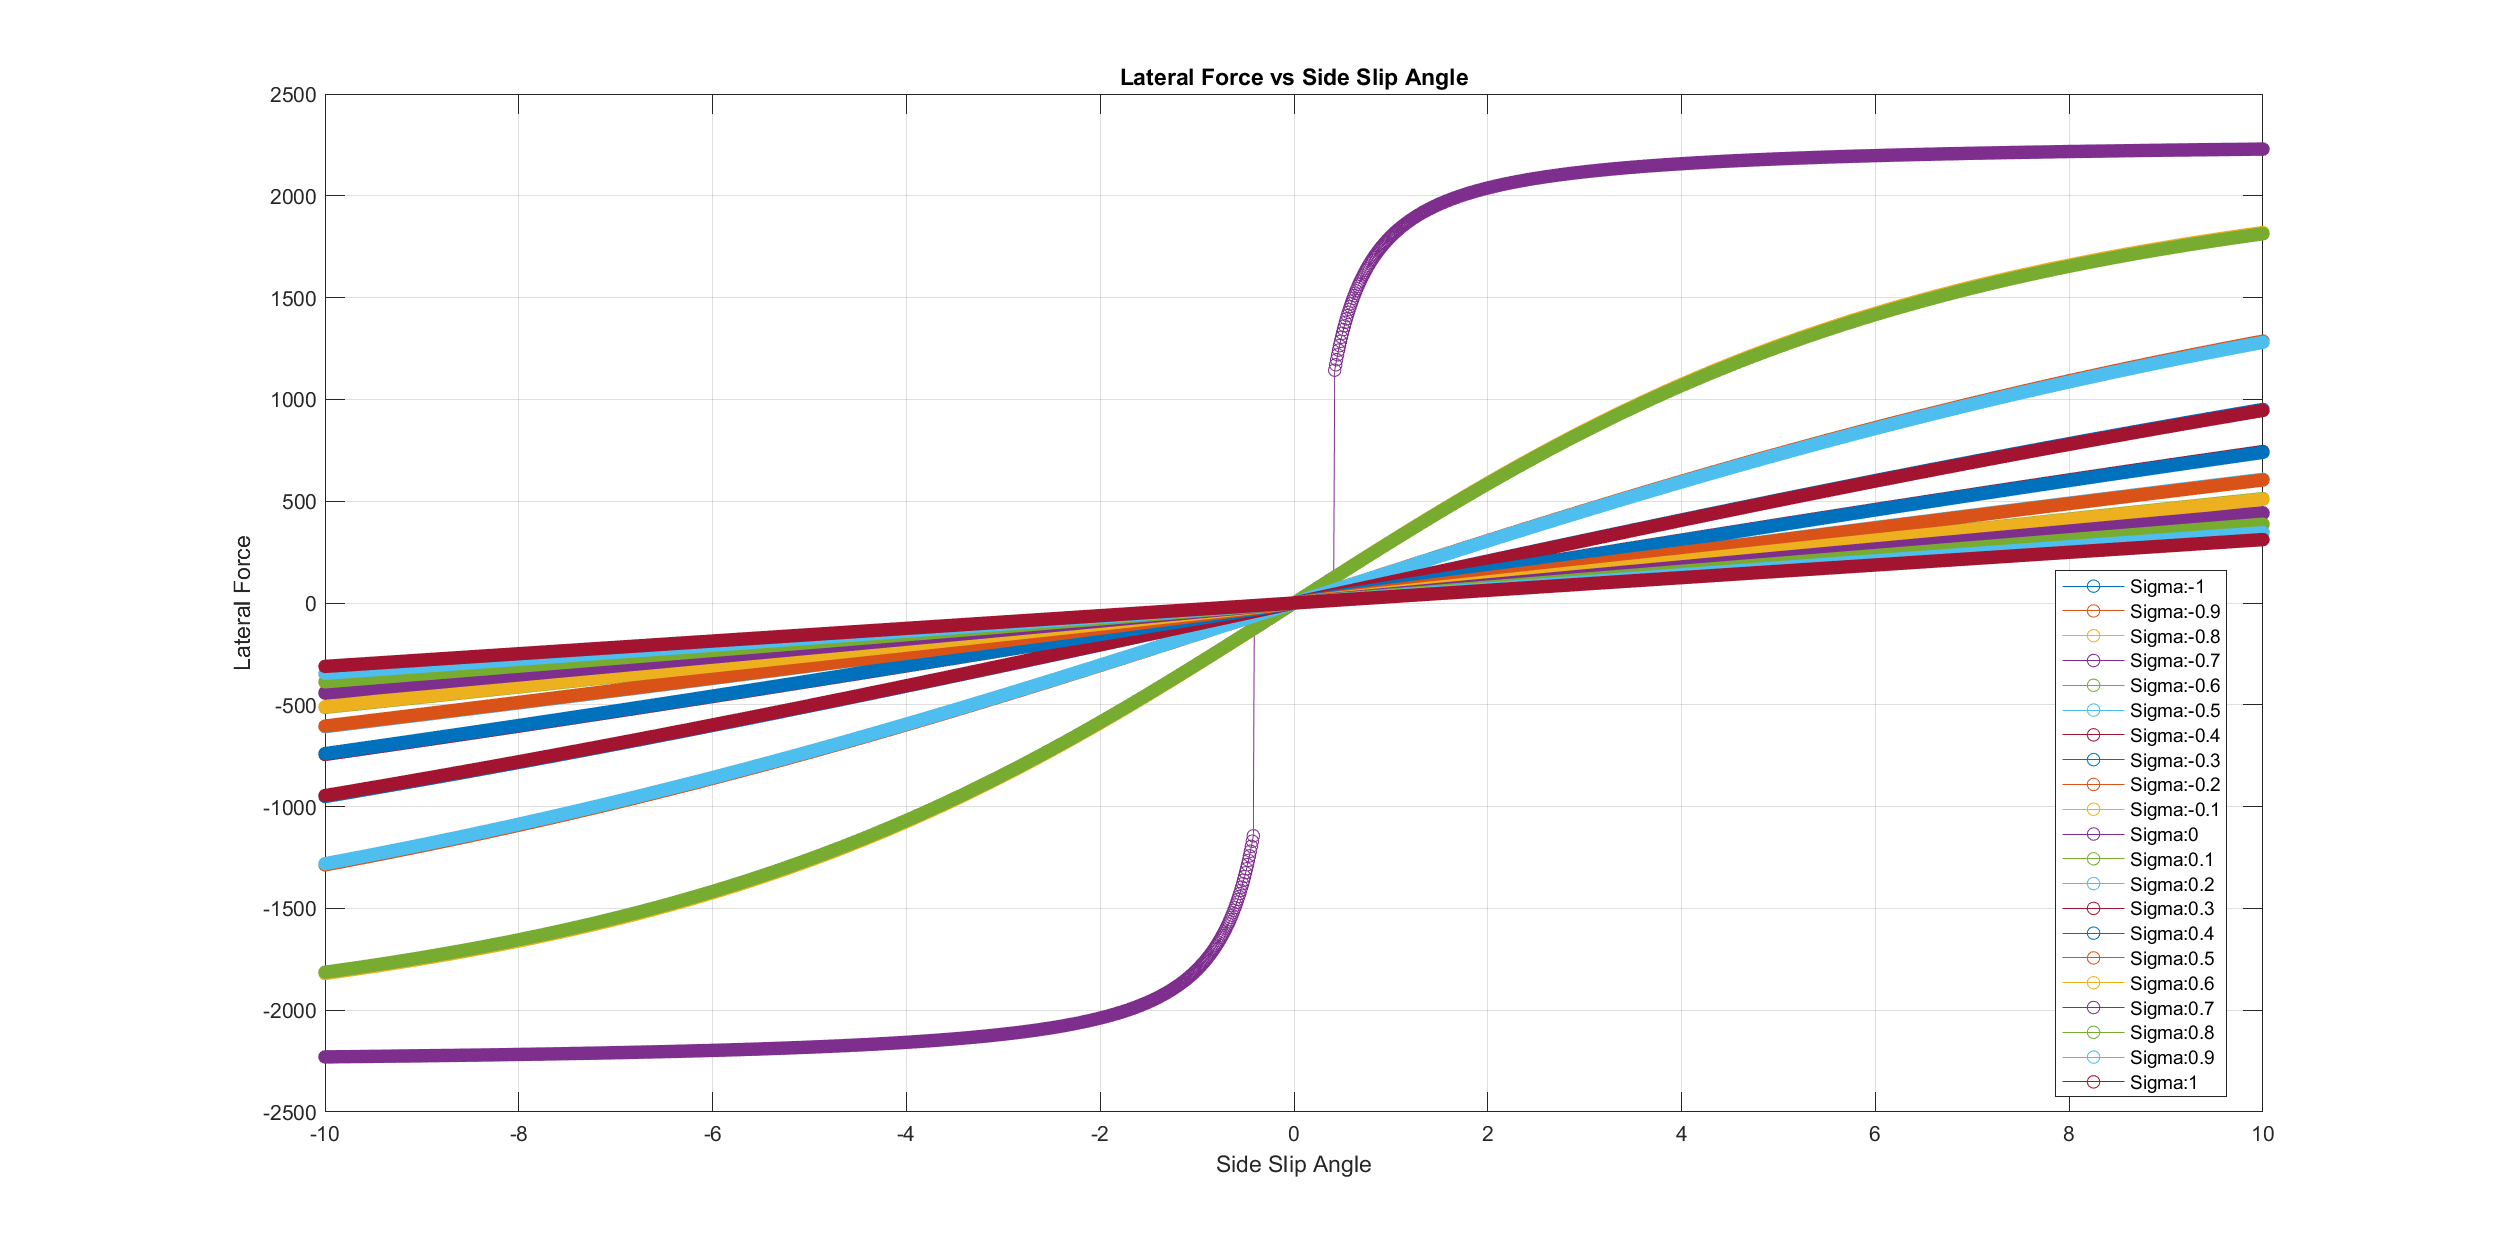 Lateral Force vs Side Slip Angle
2500
2000
1500
1000
500
0
-500
-1000
-1500
-2000
-2500
Lateral Force
-10 -8 -6 -4 -2 0 2 4 6 8 10
Side Slip Angle
Sigma:-1
Sigma:-0.9
Sigma:-0.8
Sigma:-0.7
Sigma:-0.6
Sigma:-0.5
Sigma:-0.4
Sigma:-0.3
Sigma:-0.2
Sigma:-0.1
Sigma:0
Sigma:0.1
Sigma:0.2
Sigma:0.3
Sigma:0.4
Sigma:0.5
Sigma:0.6
Sigma:0.7
Sigma:0.8
Sigma:0.9
Sigma:1